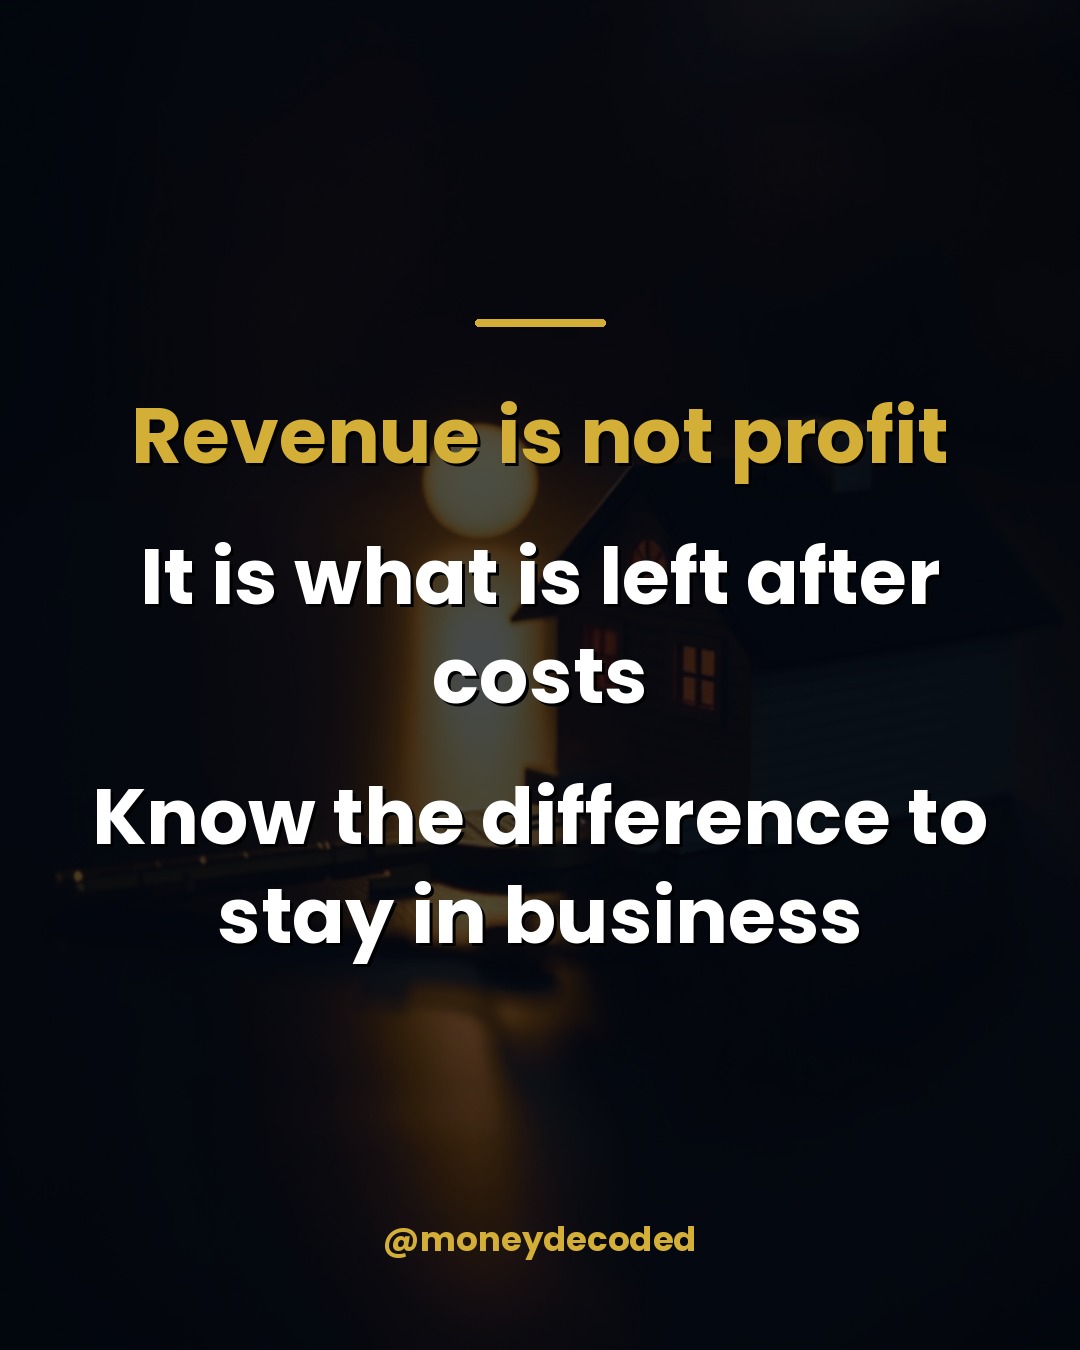 Revenue is not profit
It is what is left after
costs
Know the difference to
stay in business
@moneydecoded